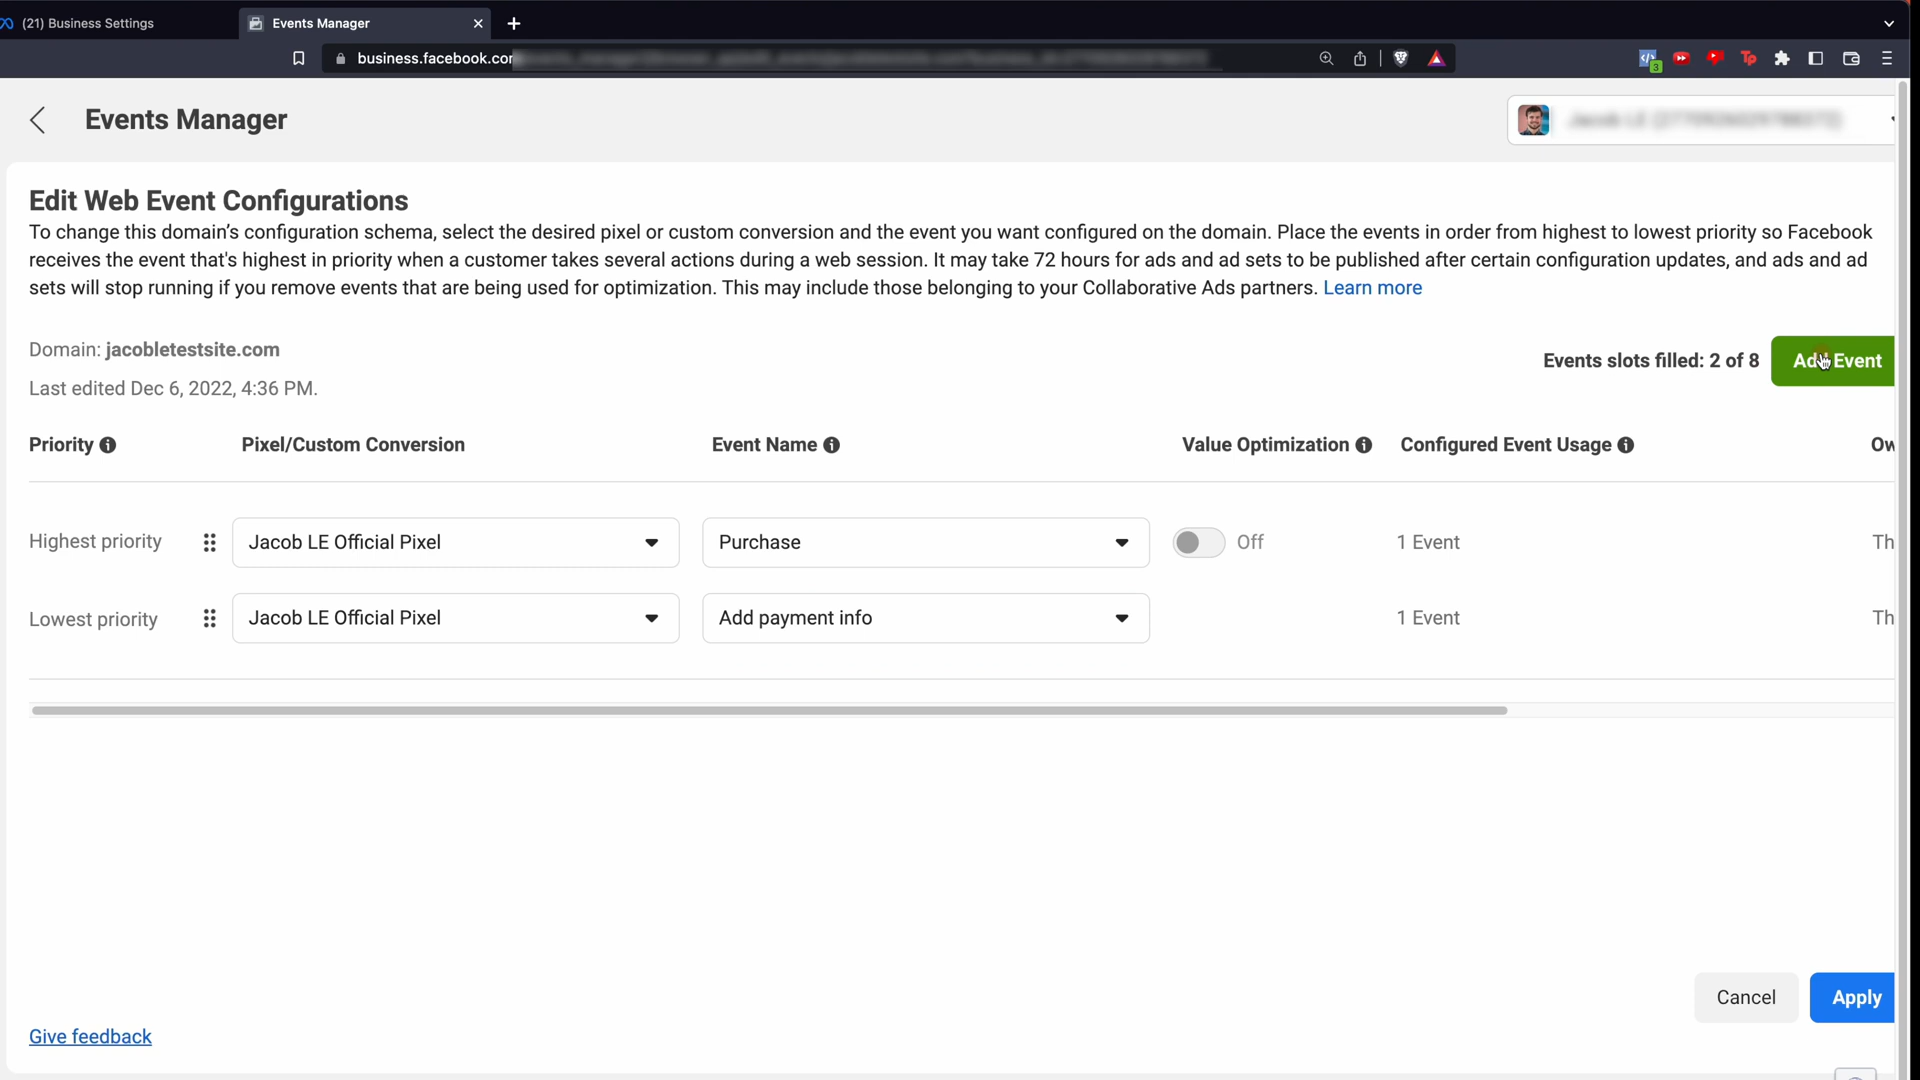 (21) Business Settings
Events Manager
business.facebook.com
3
Tp
Events Manager
Edit Web Event Configurations
To change this domain's configuration schema, select the desired pixel or custom conversion and the event you want configured on the domain. Place the events in order from highest to lowest priority so Facebook
receives the event that's highest in priority when a customer takes several actions during a web session. It may take 72 hours for ads and ad sets to be published after certain configuration updates, and ads and ad
sets will stop running if you remove events that are being used for optimization. This may include those belonging to your Collaborative Ads partners. Learn more
Domain: jacobletestsite.com
Events slots filled: 2 of 8
Add Event
Last edited Dec 6, 2022, 4:36 PM.
Priority Pixel/Custom Conversion Event Name Value Optimization Configured Event Usage Ow
Highest priority Jacob LE Official Pixel Purchase Off 1 Event Th
Lowest priority Jacob LE Official Pixel Add payment info 1 Event Th
Cancel Apply
Give feedback